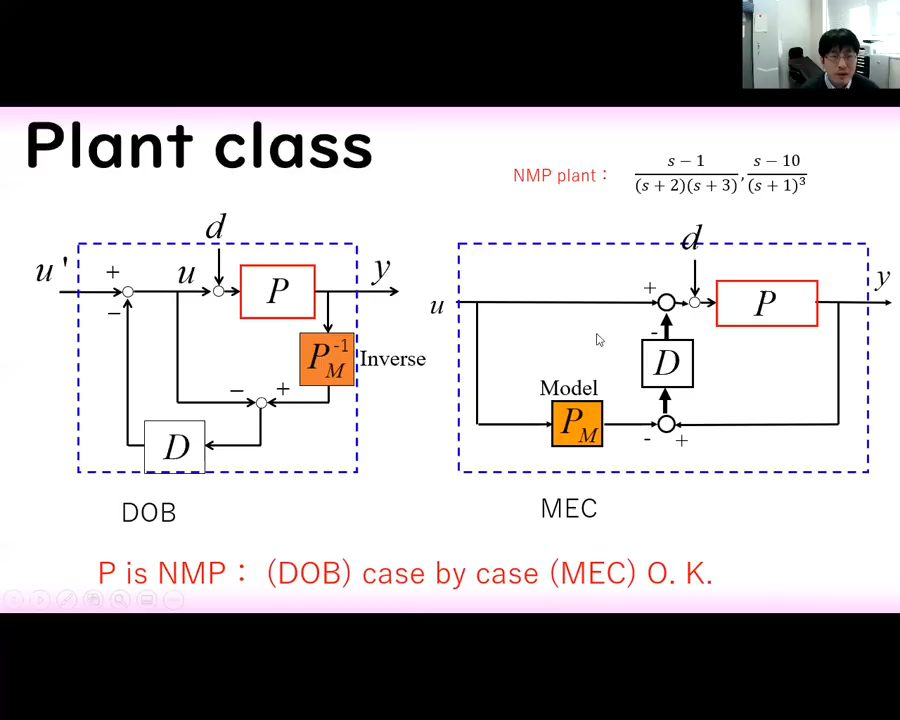 Plant class
NMP plant : s − 1 / (s + 2)(s + 3) , s − 10 / (s + 1)³
d
u '
+
−
u
P
y
P_M^{-1}
Inverse
−
+
D
DOB
d
u
+
-
P
y
D
Model
P_M
-
+
MEC
P is NMP : (DOB) case by case (MEC) O. K.